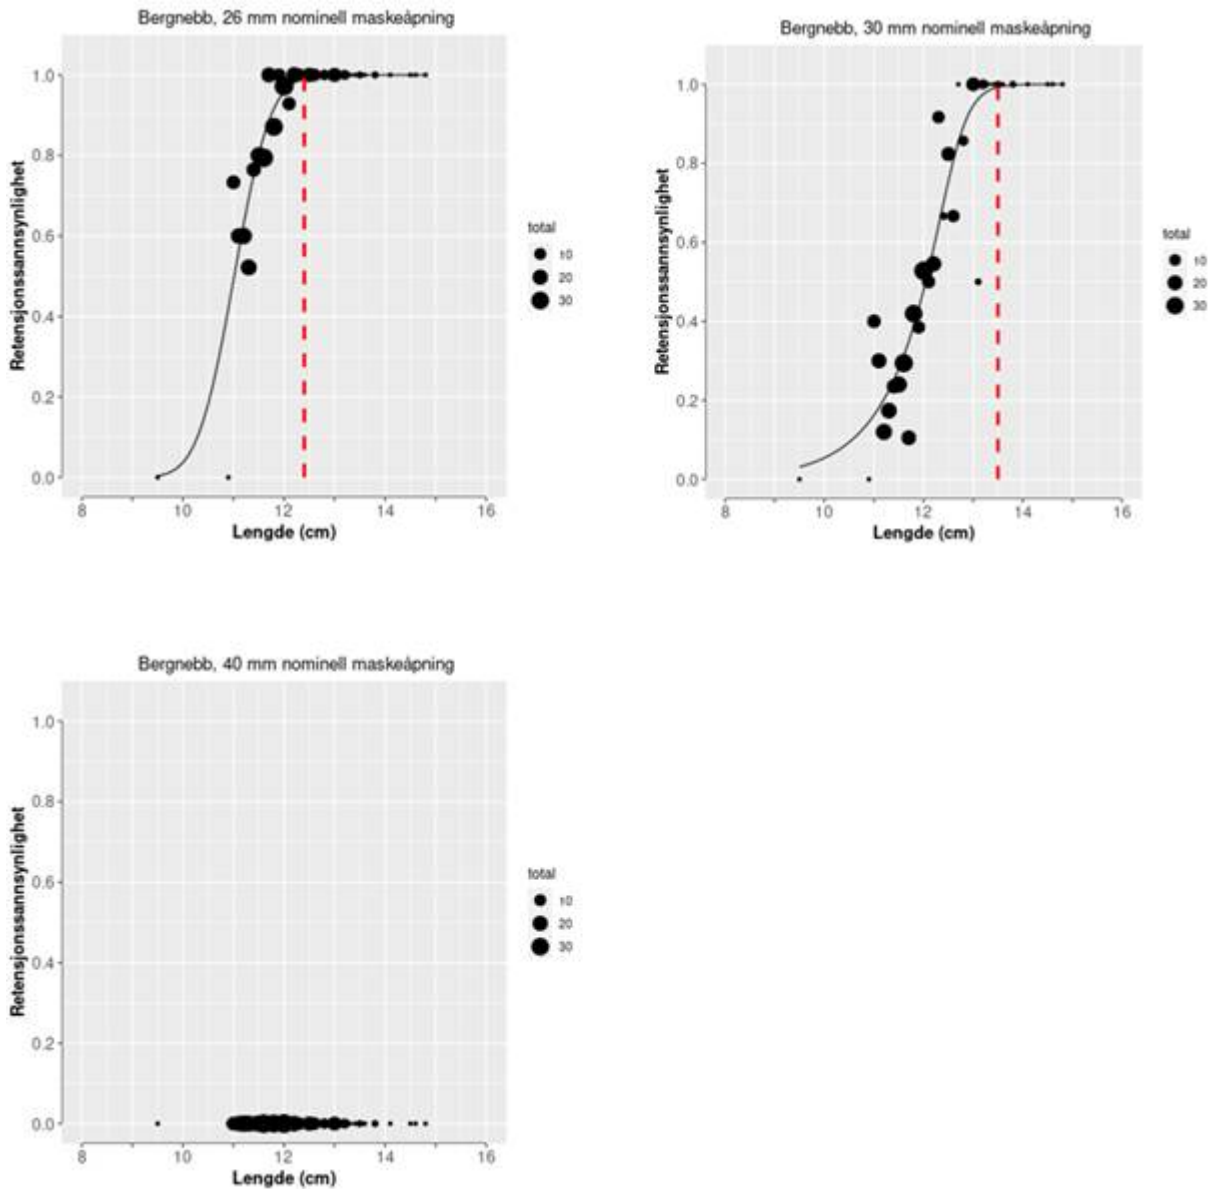 Bergnebb, 26 mm nominell maskeåpning
Retensjonssannsynlighet
1.0
0.8
0.6
0.4
0.2
0.0
8 10 12 14 16
Lengde (cm)
total
10
20
30
Bergnebb, 30 mm nominell maskeåpning
Retensjonssannsynlighet
1.0
0.8
0.6
0.4
0.2
0.0
8 10 12 14 16
Lengde (cm)
total
10
20
30
Bergnebb, 40 mm nominell maskeåpning
Retensjonssannsynlighet
1.0
0.8
0.6
0.4
0.2
0.0
8 10 12 14 16
Lengde (cm)
total
10
20
30